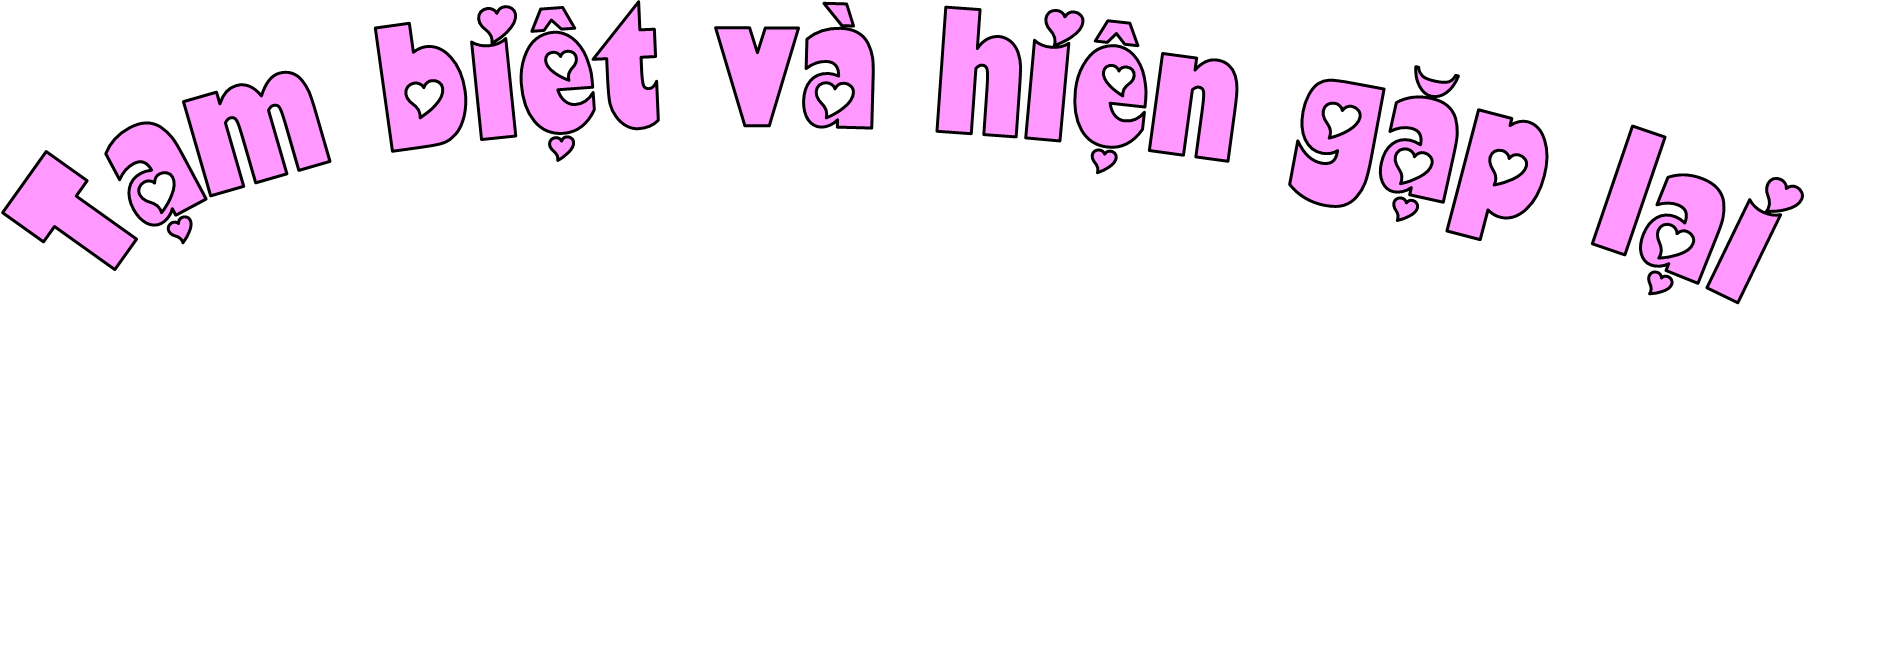 Tạm biệt và hiện gặp lại